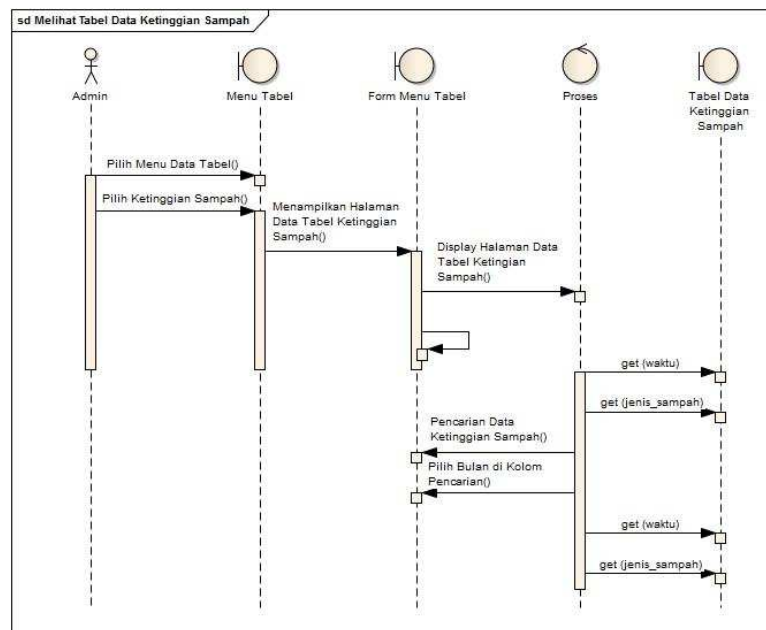 sd Melihat Tabel Data Ketinggian Sampah
Admin
Menu Tabel
Form Menu Tabel
Proses
Tabel Data
Ketinggian
Sampah
Pilih Menu Data Tabel()
Pilih Ketinggian Sampah()
Menampilkan Halaman
Data Tabel Ketinggian
Sampah()
Display Halaman Data
Tabel Ketingian
Sampah()
get (waktu)
get (jenis_sampah)
Pencarian Data
Ketinggian Sampah()
Pilih Bulan di Kolom
Pencarian()
get (waktu)
get (jenis_sampah)